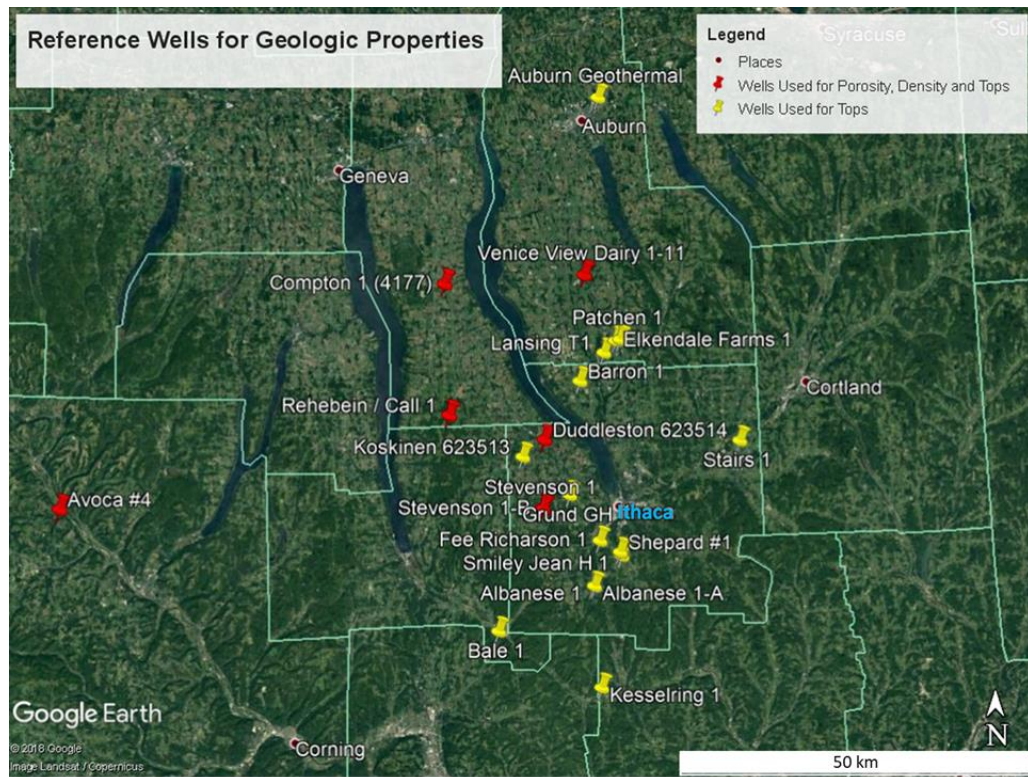 Reference Wells for Geologic Properties
Legend
Places
Wells Used for Porosity, Density and Tops
Wells Used for Tops
Syracuse
Auburn Geothermal
Auburn
Geneva
Venice View Dairy 1-11
Compton 1 (4177)
Patchen 1
Elkendale Farms 1
Lansing T1
Barron 1
Cortland
Rehebein / Call 1
Duddleston 623514
Koskinen 623513
Stairs 1
Stevenson 1
Avoca #4
Stevenson 1-B
Grund GH
Ithaca
Fee Richarson 1
Shepard #1
Smiley Jean H 1
Albanese 1
Albanese 1-A
Bale 1
Kesselring 1
Google Earth
N
© 2018 Google
Image Landsat / Copernicus
Corning
50 km